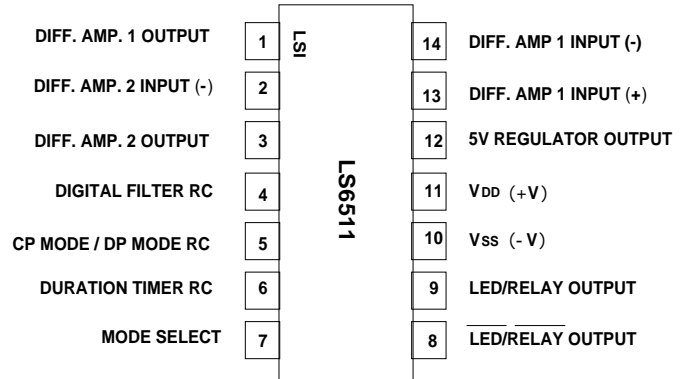 DIFF. AMP. 1 OUTPUT 1 LSI 14 DIFF. AMP 1 INPUT (-)
DIFF. AMP. 2 INPUT (-) 2 13 DIFF. AMP 1 INPUT (+)
DIFF. AMP. 2 OUTPUT 3 12 5V REGULATOR OUTPUT
DIGITAL FILTER RC 4 LS6511 11 VDD (+V)
CP MODE / DP MODE RC 5 10 VSS (-V)
DURATION TIMER RC 6 9 LED/RELAY OUTPUT
MODE SELECT 7 8 LED/RELAY OUTPUT